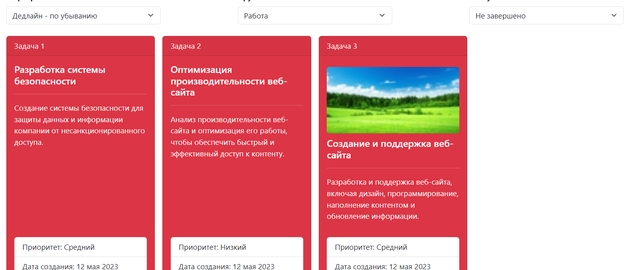 Дедлайн - по убыванию
Работа
Не завершено
Задача 1
Разработка системы
безопасности
Создание системы безопасности для
защиты данных и информации
компании от несанкционированного
доступа.
Приоритет: Средний
Дата создания: 12 мая 2023
Задача 2
Оптимизация
производительности веб-
сайта
Анализ производительности веб-
сайта и оптимизация его работы,
чтобы обеспечить быстрый и
эффективный доступ к контенту.
Приоритет: Низкий
Дата создания: 12 мая 2023
Задача 3
Создание и поддержка веб-
сайта
Разработка и поддержка веб-сайта,
включая дизайн, программирование,
наполнение контентом и
обновление информации.
Приоритет: Средний
Дата создания: 12 мая 2023